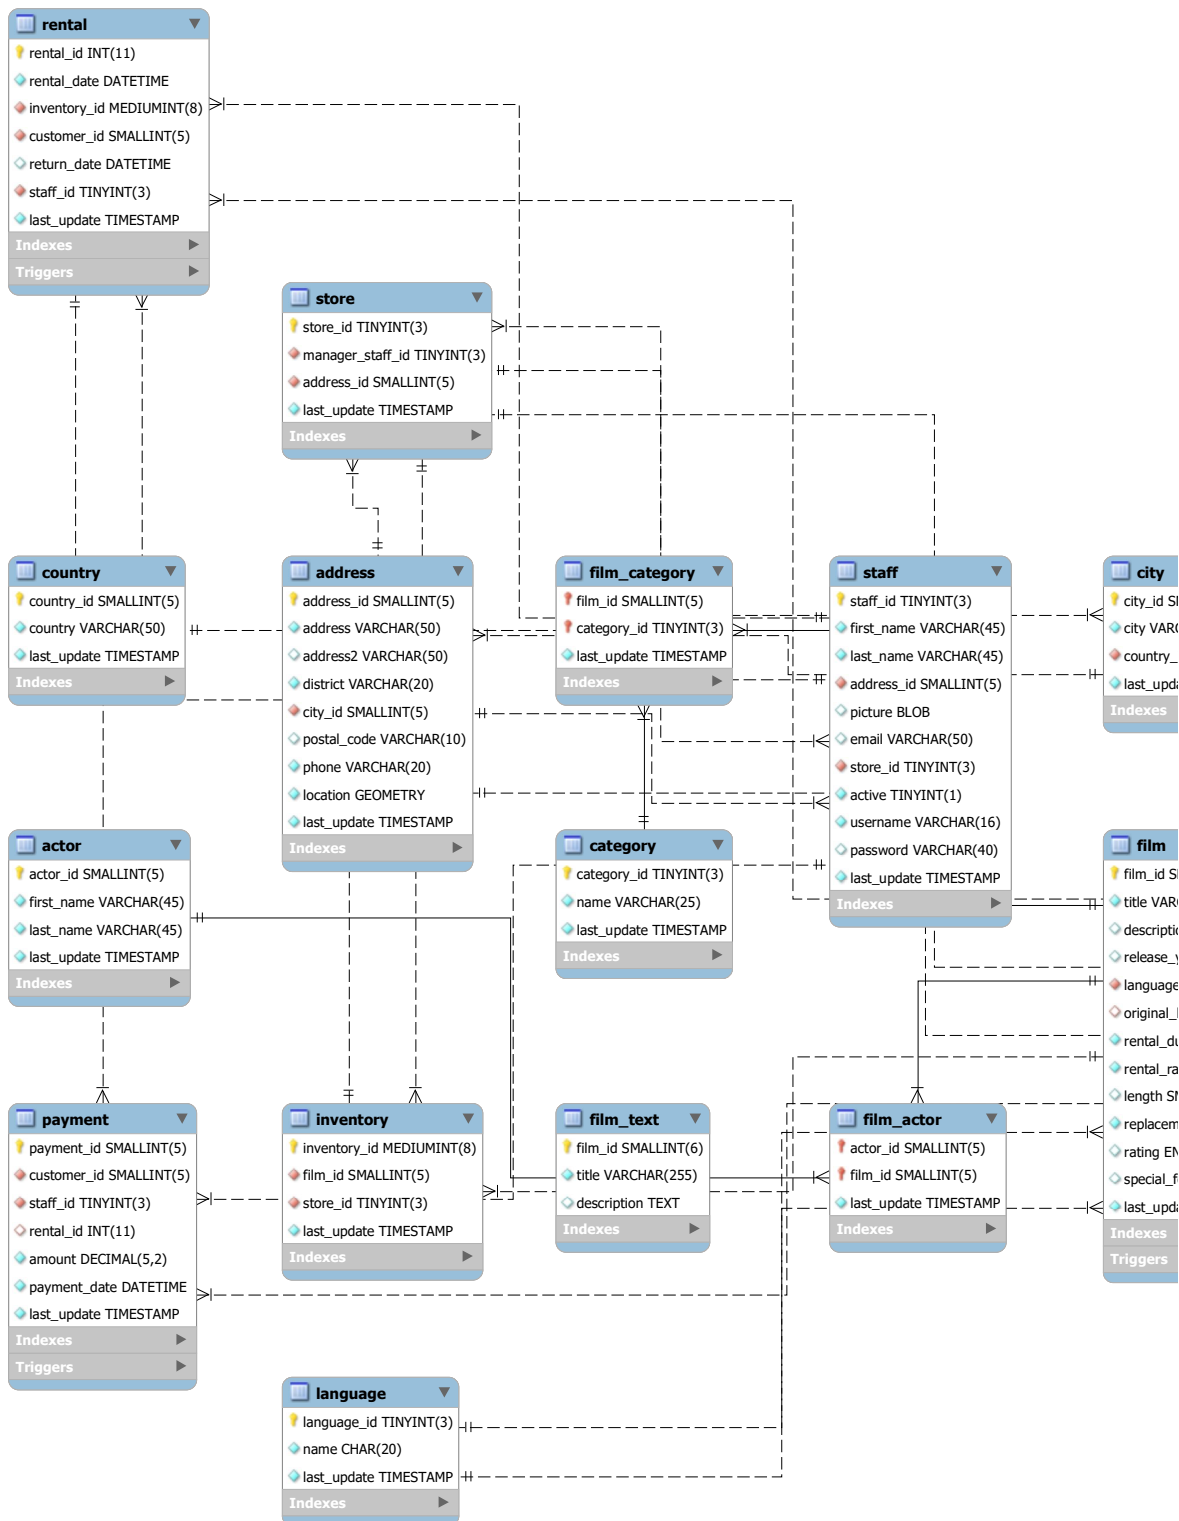 rental
rental_id INT(11)
rental_date DATETIME
inventory_id MEDIUMINT(8)
customer_id SMALLINT(5)
return_date DATETIME
staff_id TINYINT(3)
last_update TIMESTAMP
Indexes
Triggers
store
store_id TINYINT(3)
manager_staff_id TINYINT(3)
address_id SMALLINT(5)
last_update TIMESTAMP
Indexes
country
country_id SMALLINT(5)
country VARCHAR(50)
last_update TIMESTAMP
Indexes
address
address_id SMALLINT(5)
address VARCHAR(50)
address2 VARCHAR(50)
district VARCHAR(20)
city_id SMALLINT(5)
postal_code VARCHAR(10)
phone VARCHAR(20)
location GEOMETRY
last_update TIMESTAMP
Indexes
film_category
film_id SMALLINT(5)
category_id TINYINT(3)
last_update TIMESTAMP
Indexes
staff
staff_id TINYINT(3)
first_name VARCHAR(45)
last_name VARCHAR(45)
address_id SMALLINT(5)
picture BLOB
email VARCHAR(50)
store_id TINYINT(3)
active TINYINT(1)
username VARCHAR(16)
password VARCHAR(40)
last_update TIMESTAMP
Indexes
city
city_id
city
country_
Indexes
actor
actor_id SMALLINT(5)
first_name VARCHAR(45)
last_name VARCHAR(45)
last_update TIMESTAMP
Indexes
category
category_id TINYINT(3)
name VARCHAR(25)
last_update TIMESTAMP
Indexes
film
film_id
title
language
Indexes
Triggers
payment
payment_id SMALLINT(5)
customer_id SMALLINT(5)
staff_id TINYINT(3)
rental_id INT(11)
amount DECIMAL(5,2)
payment_date DATETIME
last_update TIMESTAMP
Indexes
Triggers
inventory
inventory_id MEDIUMINT(8)
film_id SMALLINT(5)
store_id TINYINT(3)
last_update TIMESTAMP
Indexes
film_text
film_id SMALLINT(6)
title VARCHAR(255)
description TEXT
Indexes
film_actor
actor_id SMALLINT(5)
film_id SMALLINT(5)
last_update TIMESTAMP
Indexes
language
language_id TINYINT(3)
name CHAR(20)
last_update TIMESTAMP
Indexes